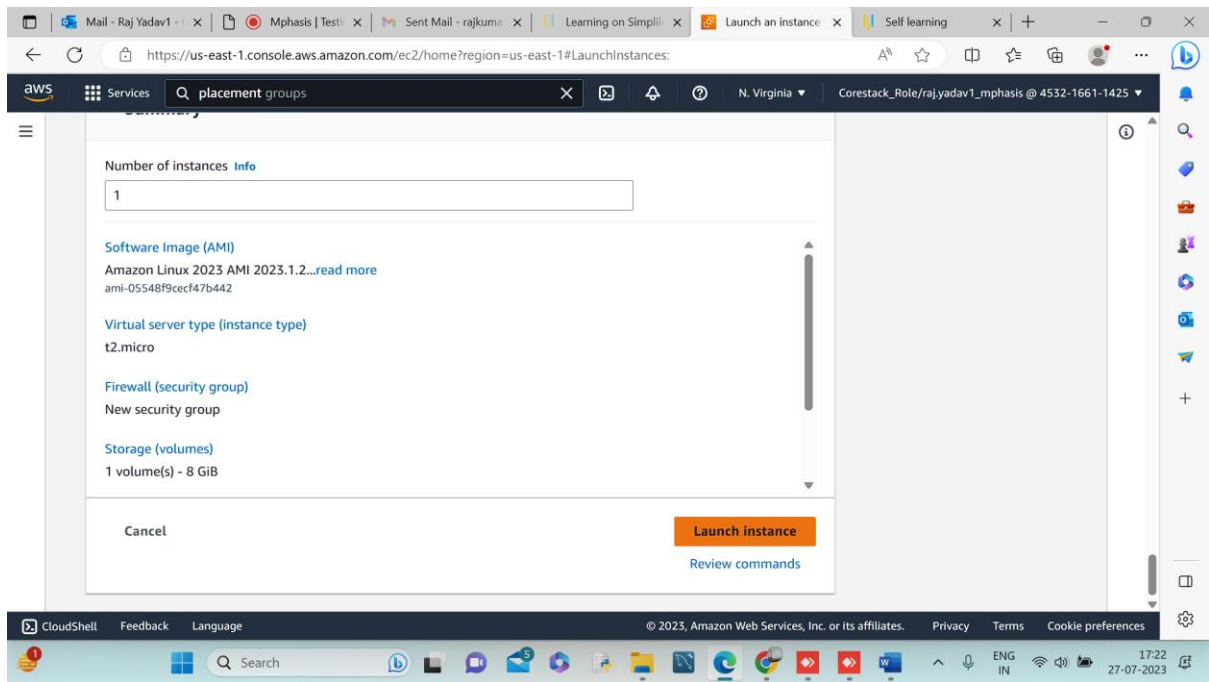 Mail - Raj Yadav1 - (
Mphasis | Testi
Sent Mail - rajkuma
Learning on Simplil
Launch an instance
Self learning
https://us-east-1.console.aws.amazon.com/ec2/home?region=us-east-1#LaunchInstances:
aws
Services
placement groups
N. Virginia
Corestack_Role/raj.yadav1_mphasis @ 4532-1661-1425
Summary
Number of instances Info
1
Software Image (AMI)
Amazon Linux 2023 AMI 2023.1.2...read more
ami-05548f9cecf47b442
Virtual server type (instance type)
t2.micro
Firewall (security group)
New security group
Storage (volumes)
1 volume(s) - 8 GiB
Cancel
Launch instance
Review commands
CloudShell
Feedback
Language
© 2023, Amazon Web Services, Inc. or its affiliates.
Privacy
Terms
Cookie preferences
1
Search
5
ENG
IN
17:22
27-07-2023